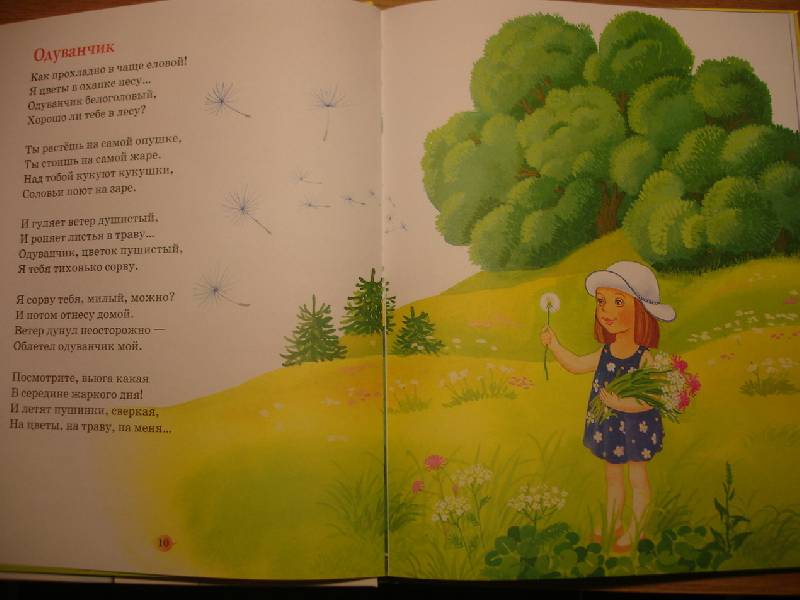 Одуванчик
Как прохладно в чаще еловой!
Я цветы в охапке несу...
Одуванчик белоголовый,
Хорошо ли тебе в лесу?
Ты растёшь на самой опушке,
Ты стоишь на самой жаре.
Над тобой кукуют кукушки,
Соловьи поют на заре.
И гуляет ветер душистый,
И роняет листья в траву...
Одуванчик, цветок пушистый,
Я тебя тихонько сорву.
Я сорву тебя, милый, можно?
И потом отнесу домой.
Ветер дунул неосторожно —
Облетел одуванчик мой.
Посмотрите, вьюга какая
В середине жаркого дня!
И летят пушинки, сверкая,
На цветы, на траву, на меня...
10